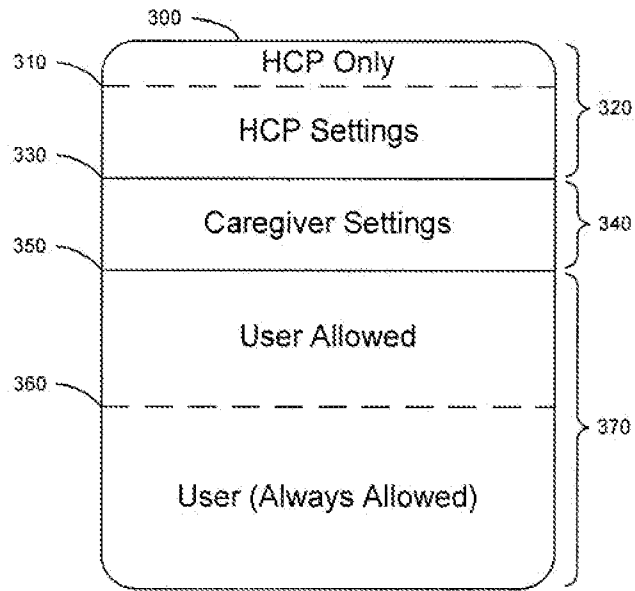 300
310
HCP Only
320
HCP Settings
330
Caregiver Settings
340
350
User Allowed
360
370
User (Always Allowed)